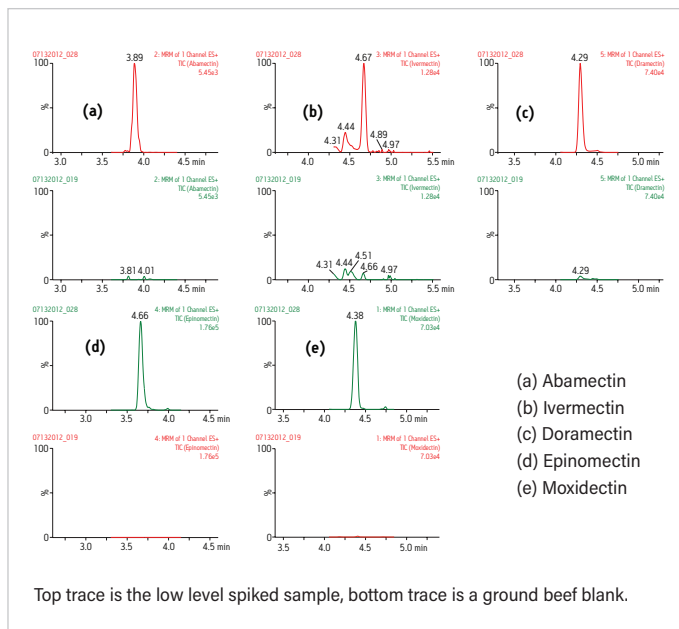 07132012_028
2: MRM of 1 Channel ES+
TIC (Abamectin)
5.45e3
3.89
100
%
0
(a)
3.0 3.5 4.0 4.5 min
07132012_028
3: MRM of 1 Channel ES+
TIC (Ivermectin)
1.28e4
4.67
100
%
0
(b)
4.31
4.44
4.89
4.97
4.0 4.5 5.0 5.5 min
07132012_028
5: MRM of 1 Channel ES+
TIC (Dramectin)
7.40e4
4.29
100
%
0
(c)
3.5 4.0 4.5 5.0 min
07132012_019
2: MRM of 1 Channel ES+
TIC (Abamectin)
5.45e3
100
%
0
3.81 4.01
3.0 3.5 4.0 4.5 min
07132012_019
3: MRM of 1 Channel ES+
TIC (Ivermectin)
1.28e4
100
%
0
4.31
4.44
4.51
4.66
4.97
4.0 4.5 5.0 5.5 min
07132012_019
5: MRM of 1 Channel ES+
TIC (Dramectin)
7.40e4
100
%
0
4.29
3.5 4.0 4.5 5.0 min
07132012_028
4: MRM of 1 Channel ES+
TIC (Epinomectin)
1.76e5
4.66
100
%
0
(d)
3.0 3.5 4.0 4.5 min
07132012_028
1: MRM of 1 Channel ES+
TIC (Moxidectin)
7.03e4
4.38
100
%
0
(e)
3.5 4.0 4.5 5.0 min
07132012_019
4: MRM of 1 Channel ES+
TIC (Epinomectin)
1.76e5
100
%
0
3.0 3.5 4.0 4.5 min
07132012_019
1: MRM of 1 Channel ES+
TIC (Moxidectin)
7.03e4
100
%
0
3.5 4.0 4.5 5.0 min
(a) Abamectin
(b) Ivermectin
(c) Doramectin
(d) Epinomectin
(e) Moxidectin
Top trace is the low level spiked sample, bottom trace is a ground beef blank.